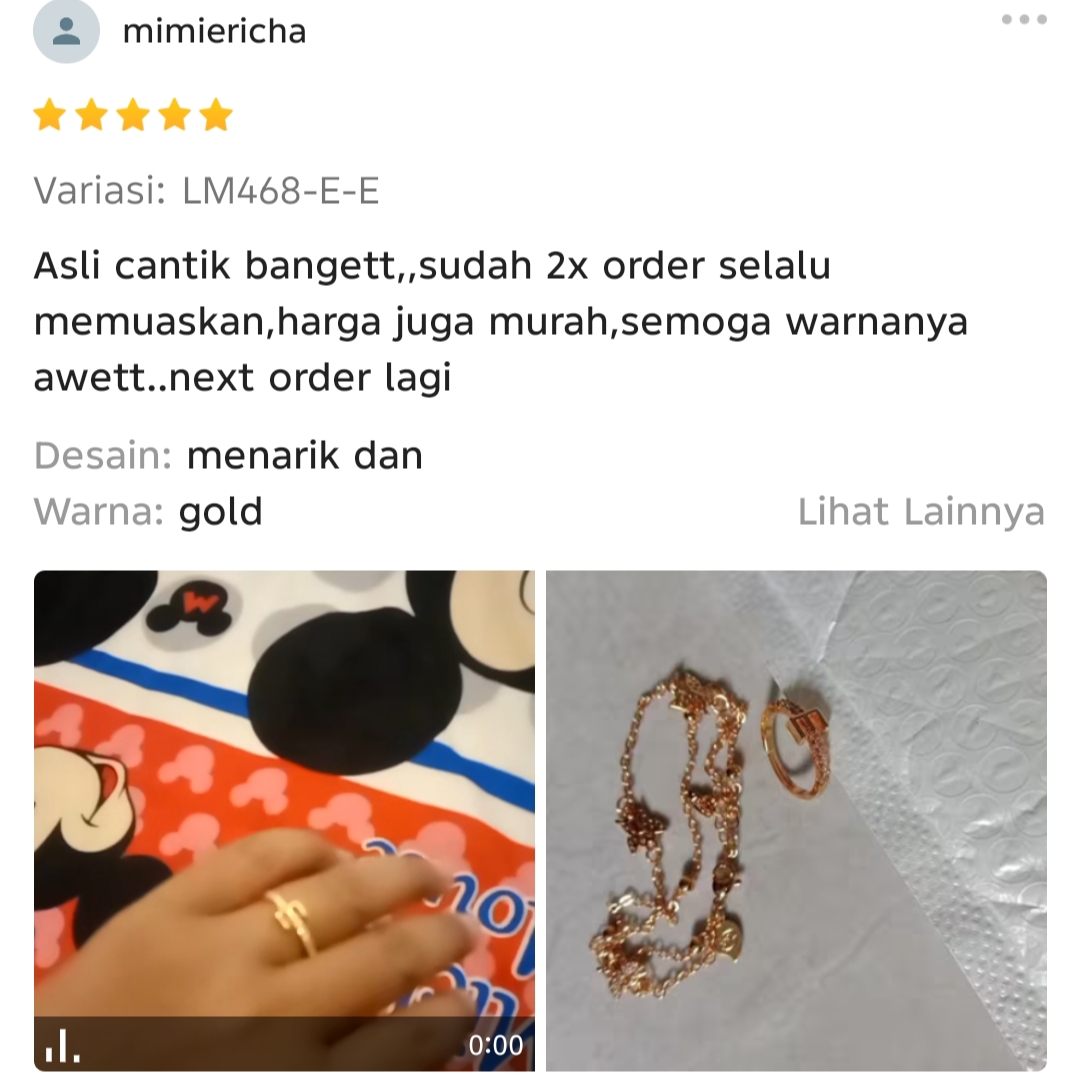 mimiericha
Variasi: LM468-E-E
Asli cantik bangett,,sudah 2x order selalu
memuaskan,harga juga murah,semoga warnanya
awett..next order lagi
Desain: menarik dan
Warna: gold
Lihat Lainnya
0:00